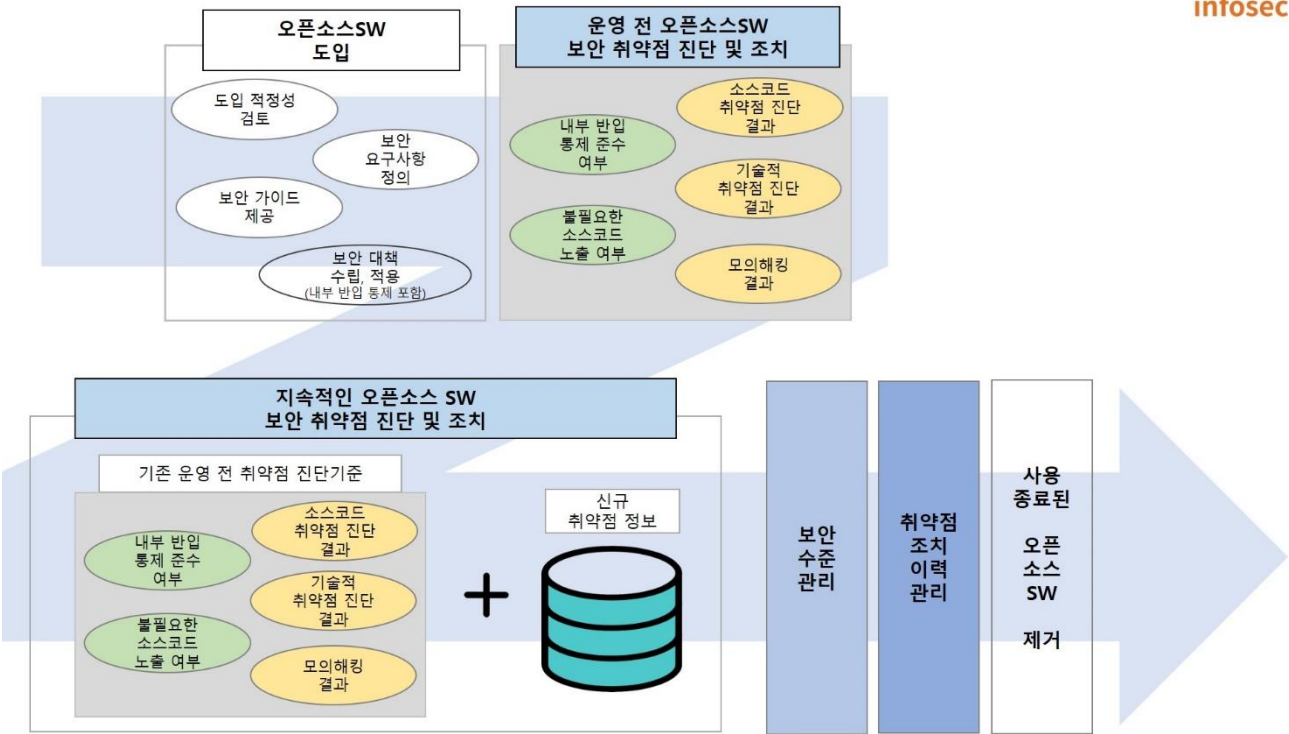 infosec
오픈소스SW
도입
도입 적정성
검토
보안
요구사항
정의
보안 가이드
제공
보안 대책
수립, 적용
(내부 반입 통제 포함)
운영 전 오픈소스SW
보안 취약점 진단 및 조치
내부 반입
통제 준수
여부
불필요한
소스코드
노출 여부
소스코드
취약점 진단
결과
기술적
취약점 진단
결과
모의해킹
결과
지속적인 오픈소스 SW
보안 취약점 진단 및 조치
기존 운영 전 취약점 진단기준
내부 반입
통제 준수
여부
불필요한
소스코드
노출 여부
소스코드
취약점 진단
결과
기술적
취약점 진단
결과
모의해킹
결과
신규
취약점 정보
보안
수준
관리
취약점
조치
이력
관리
사용
종료된
오픈
소스
SW
제거